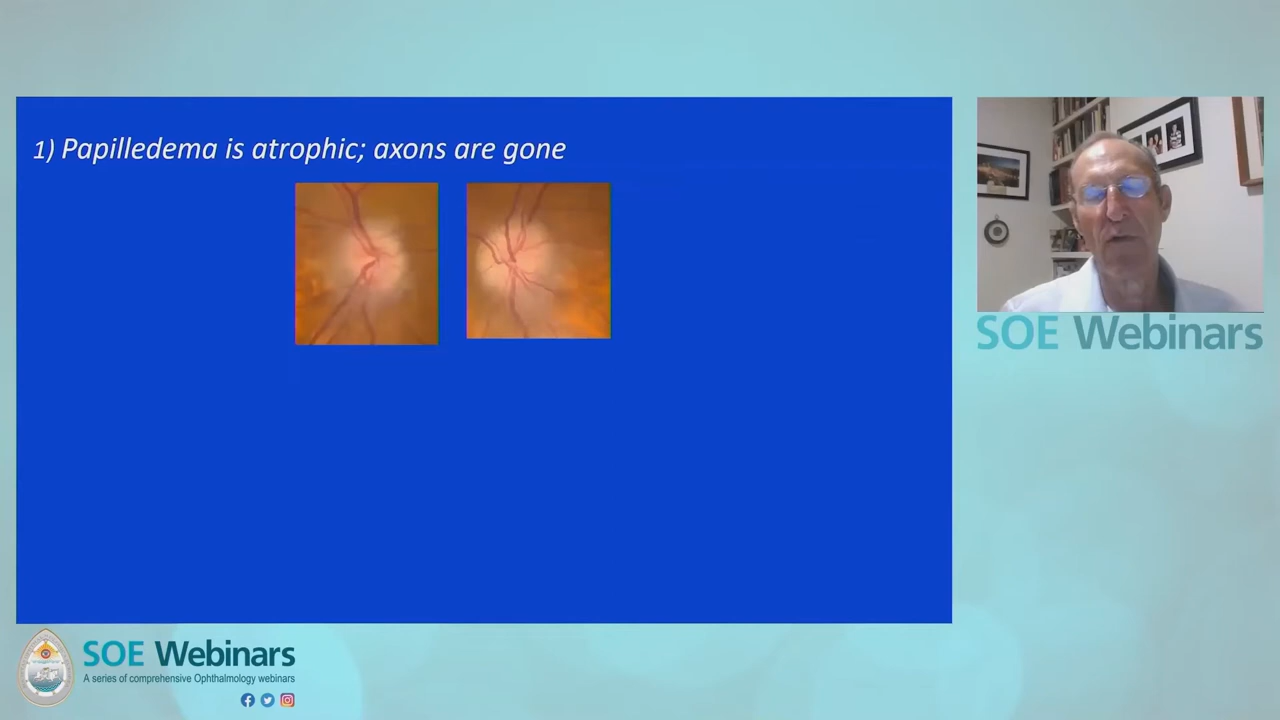 1) Papilledema is atrophic; axons are gone
SOE Webinars
SOE Webinars
A series of comprehensive Ophthalmology webinars